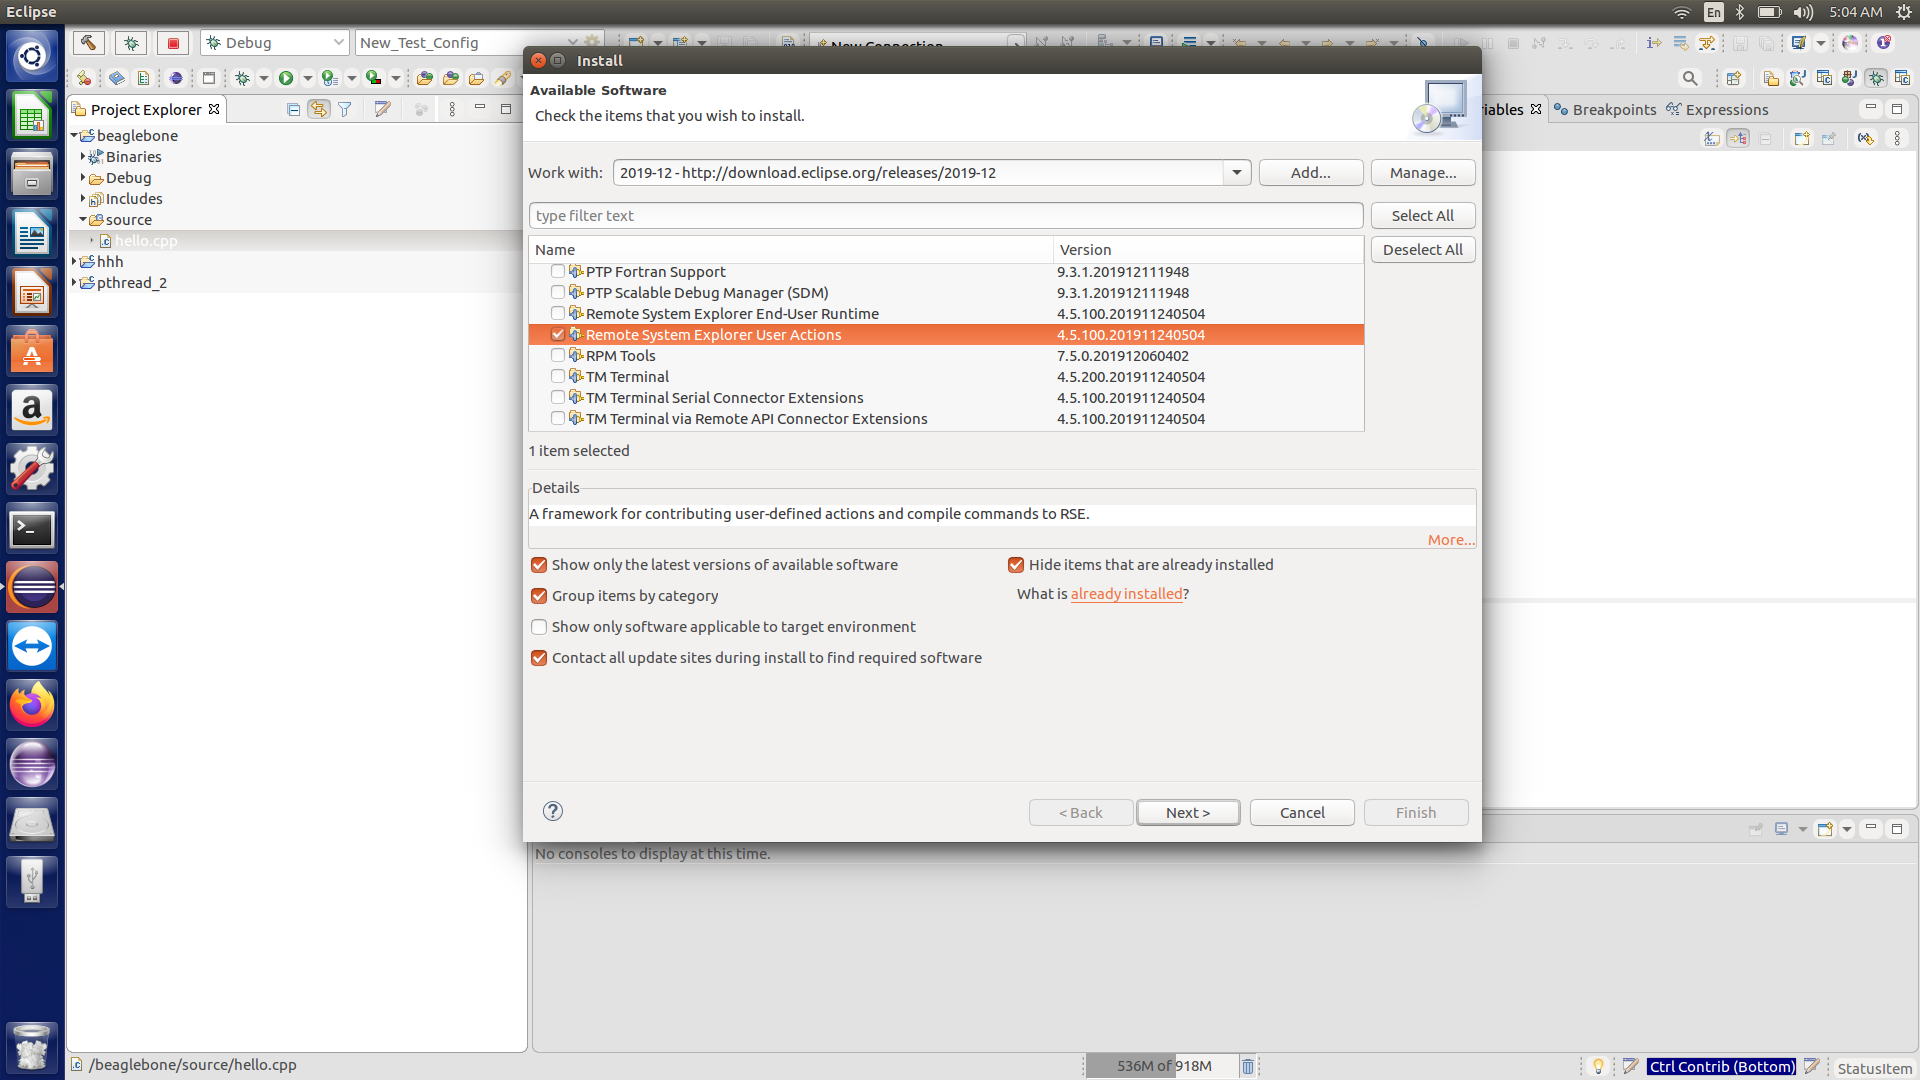 Eclipse
En
5:04 AM
Debug
New_Test_Config
New Connection
Install
Available Software
Check the items that you wish to install.
Project Explorer
beaglebone
Binaries
Debug
Includes
source
hello.cpp
hhh
pthread_2
Work with:
2019-12 - http://download.eclipse.org/releases/2019-12
Add...
Manage...
type filter text
Select All
Deselect All
Name
Version
PTP Fortran Support
9.3.1.201912111948
PTP Scalable Debug Manager (SDM)
9.3.1.201912111948
Remote System Explorer End-User Runtime
4.5.100.201911240504
Remote System Explorer User Actions
4.5.100.201911240504
RPM Tools
7.5.0.201912060402
TM Terminal
4.5.200.201911240504
TM Terminal Serial Connector Extensions
4.5.100.201911240504
TM Terminal via Remote API Connector Extensions
4.5.100.201911240504
1 item selected
Details
A framework for contributing user-defined actions and compile commands to RSE.
More...
Show only the latest versions of available software
Hide items that are already installed
Group items by category
What is already installed?
Show only software applicable to target environment
Contact all update sites during install to find required software
< Back
Next >
Cancel
Finish
riables
Breakpoints
Expressions
No consoles to display at this time.
/beaglebone/source/hello.cpp
536M of 918M
Ctrl Contrib (Bottom)
StatusItem